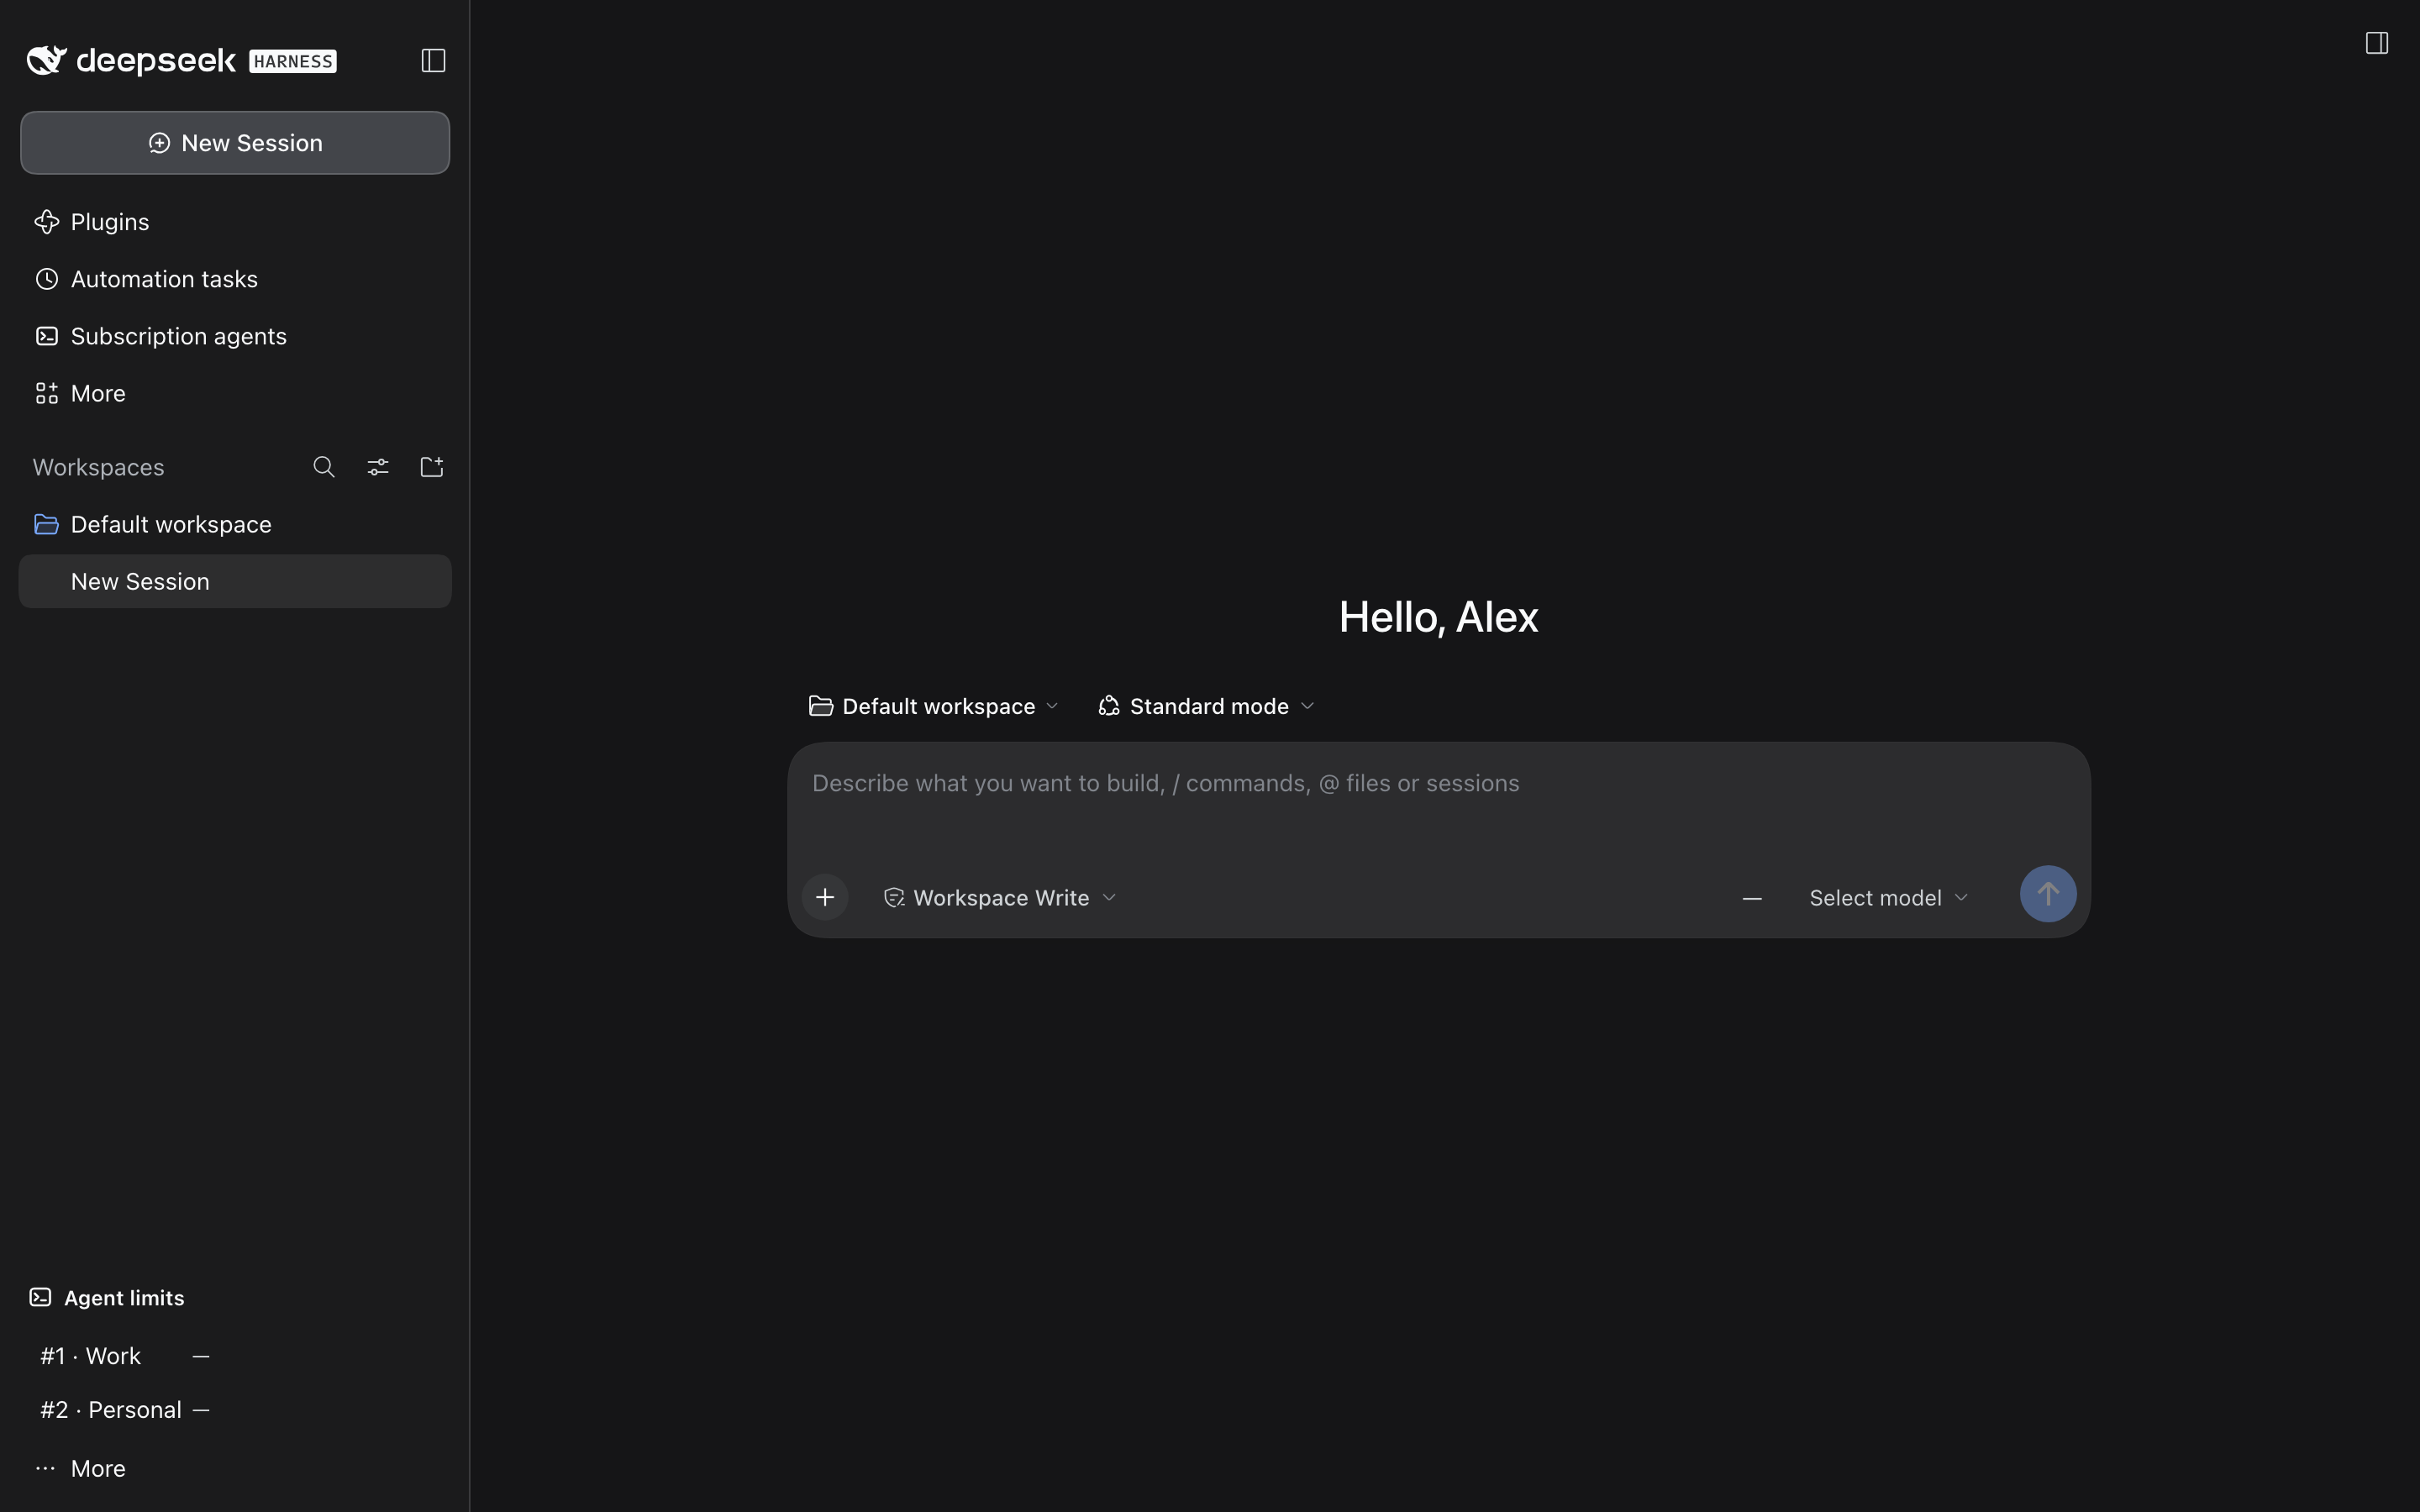 deepseek HARNESS
New Session
Plugins
Automation tasks
Subscription agents
More
Workspaces
Default workspace
New Session
Agent limits
#1 · Work —
#2 · Personal —
More
Hello, Alex
Default workspace Standard mode
Describe what you want to build, / commands, @ files or sessions
Workspace Write — Select model